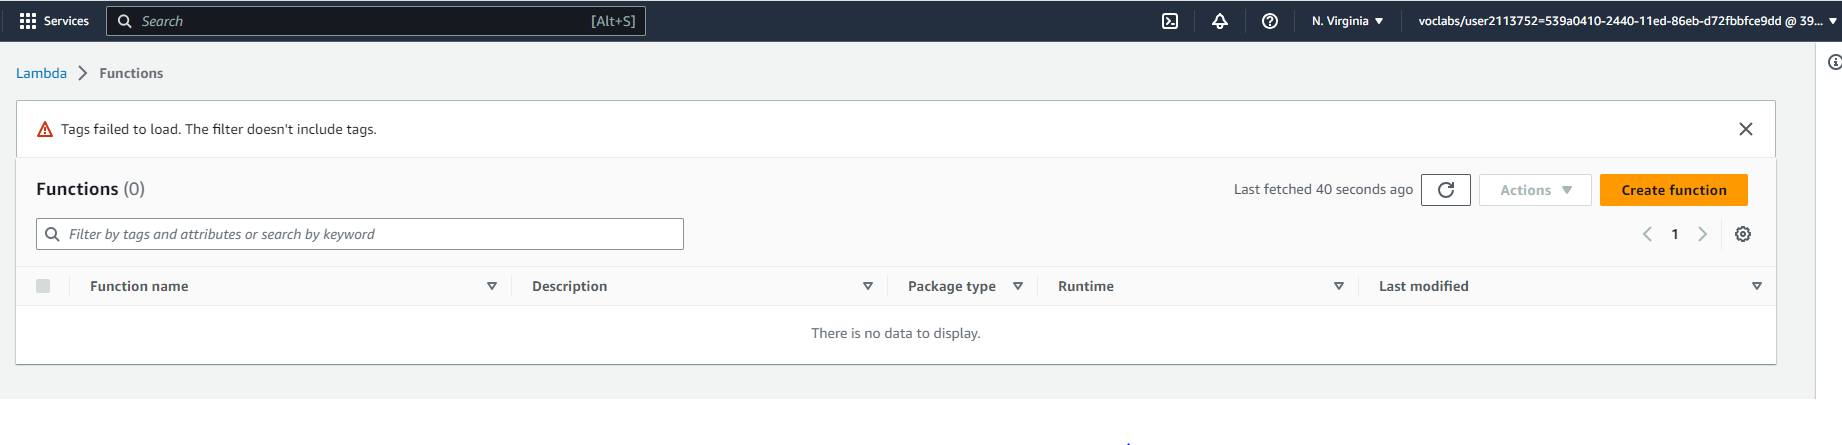 Services Search [Alt+S] N. Virginia voclabs/user2113752=539a0410-2440-11ed-86eb-d72fbbfce9dd @ 39...
Lambda Functions
Tags failed to load. The filter doesn't include tags.
Functions (0) Last fetched 40 seconds ago Actions Create function
Filter by tags and attributes or search by keyword 1
Function name Description Package type Runtime Last modified
There is no data to display.